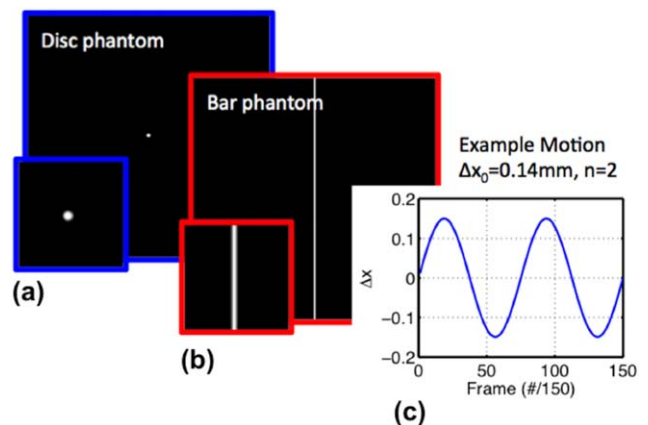 Disc phantom
Bar phantom
Example Motion
Δx₀=0.14mm, n=2
0.2
0.1
0
−0.1
−0.2
Δx
0
50
100
150
Frame (#/150)
(a)
(b)
(c)